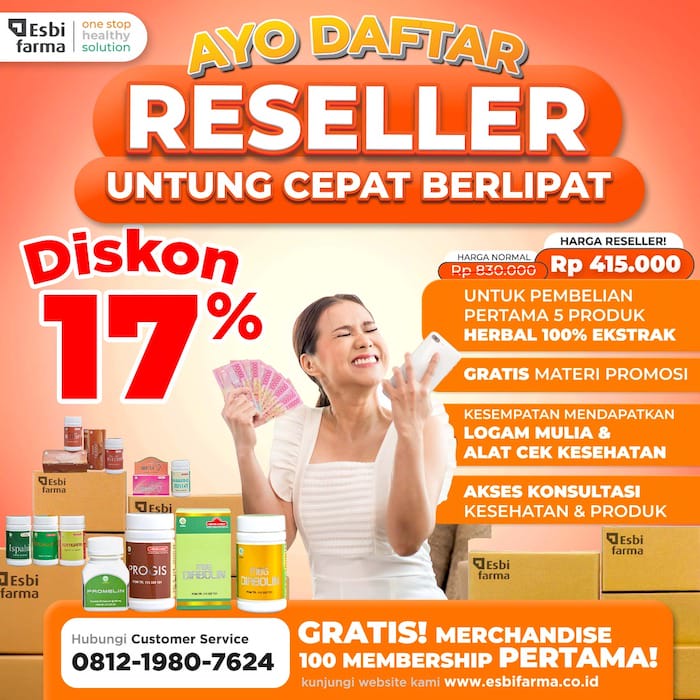 Esbi farma
one stop
healthy
solution
AYO DAFTAR
RESELLER
UNTUNG CEPAT BERLIPAT
Diskon
17%
HARGA NORMAL
Rp 830.000
HARGA RESELLER!
Rp 415.000
UNTUK PEMBELIAN
PERTAMA 5 PRODUK
HERBAL 100% EKSTRAK
GRATIS MATERI PROMOSI
KESEMPATAN MENDAPATKAN
LOGAM MULIA &
ALAT CEK KESEHATAN
AKSES KONSULTASI
KESEHATAN & PRODUK
Esbi
farma
Esbi
farma
Esbi
farma
PROMELIN
PROGIS
DIABOLIN
DIABOLIN
Hubungi Customer Service
0812-1980-7624
GRATIS! MERCHANDISE
100 MEMBERSHIP PERTAMA!
kunjungi website kami www.esbifarma.co.id